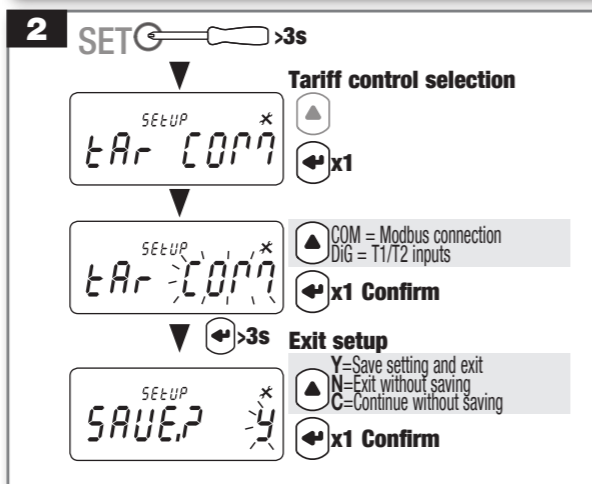 2
SET >3s
Tariff control selection
SEtUP
tAr COM
x1
SEtUP
tAr COM
COM = Modbus connection
DiG = T1/T2 inputs
x1 Confirm
>3s Exit setup
SEtUP
SAVE? Y
Y=Save setting and exit
N=Exit without saving
C=Continue without saving
x1 Confirm